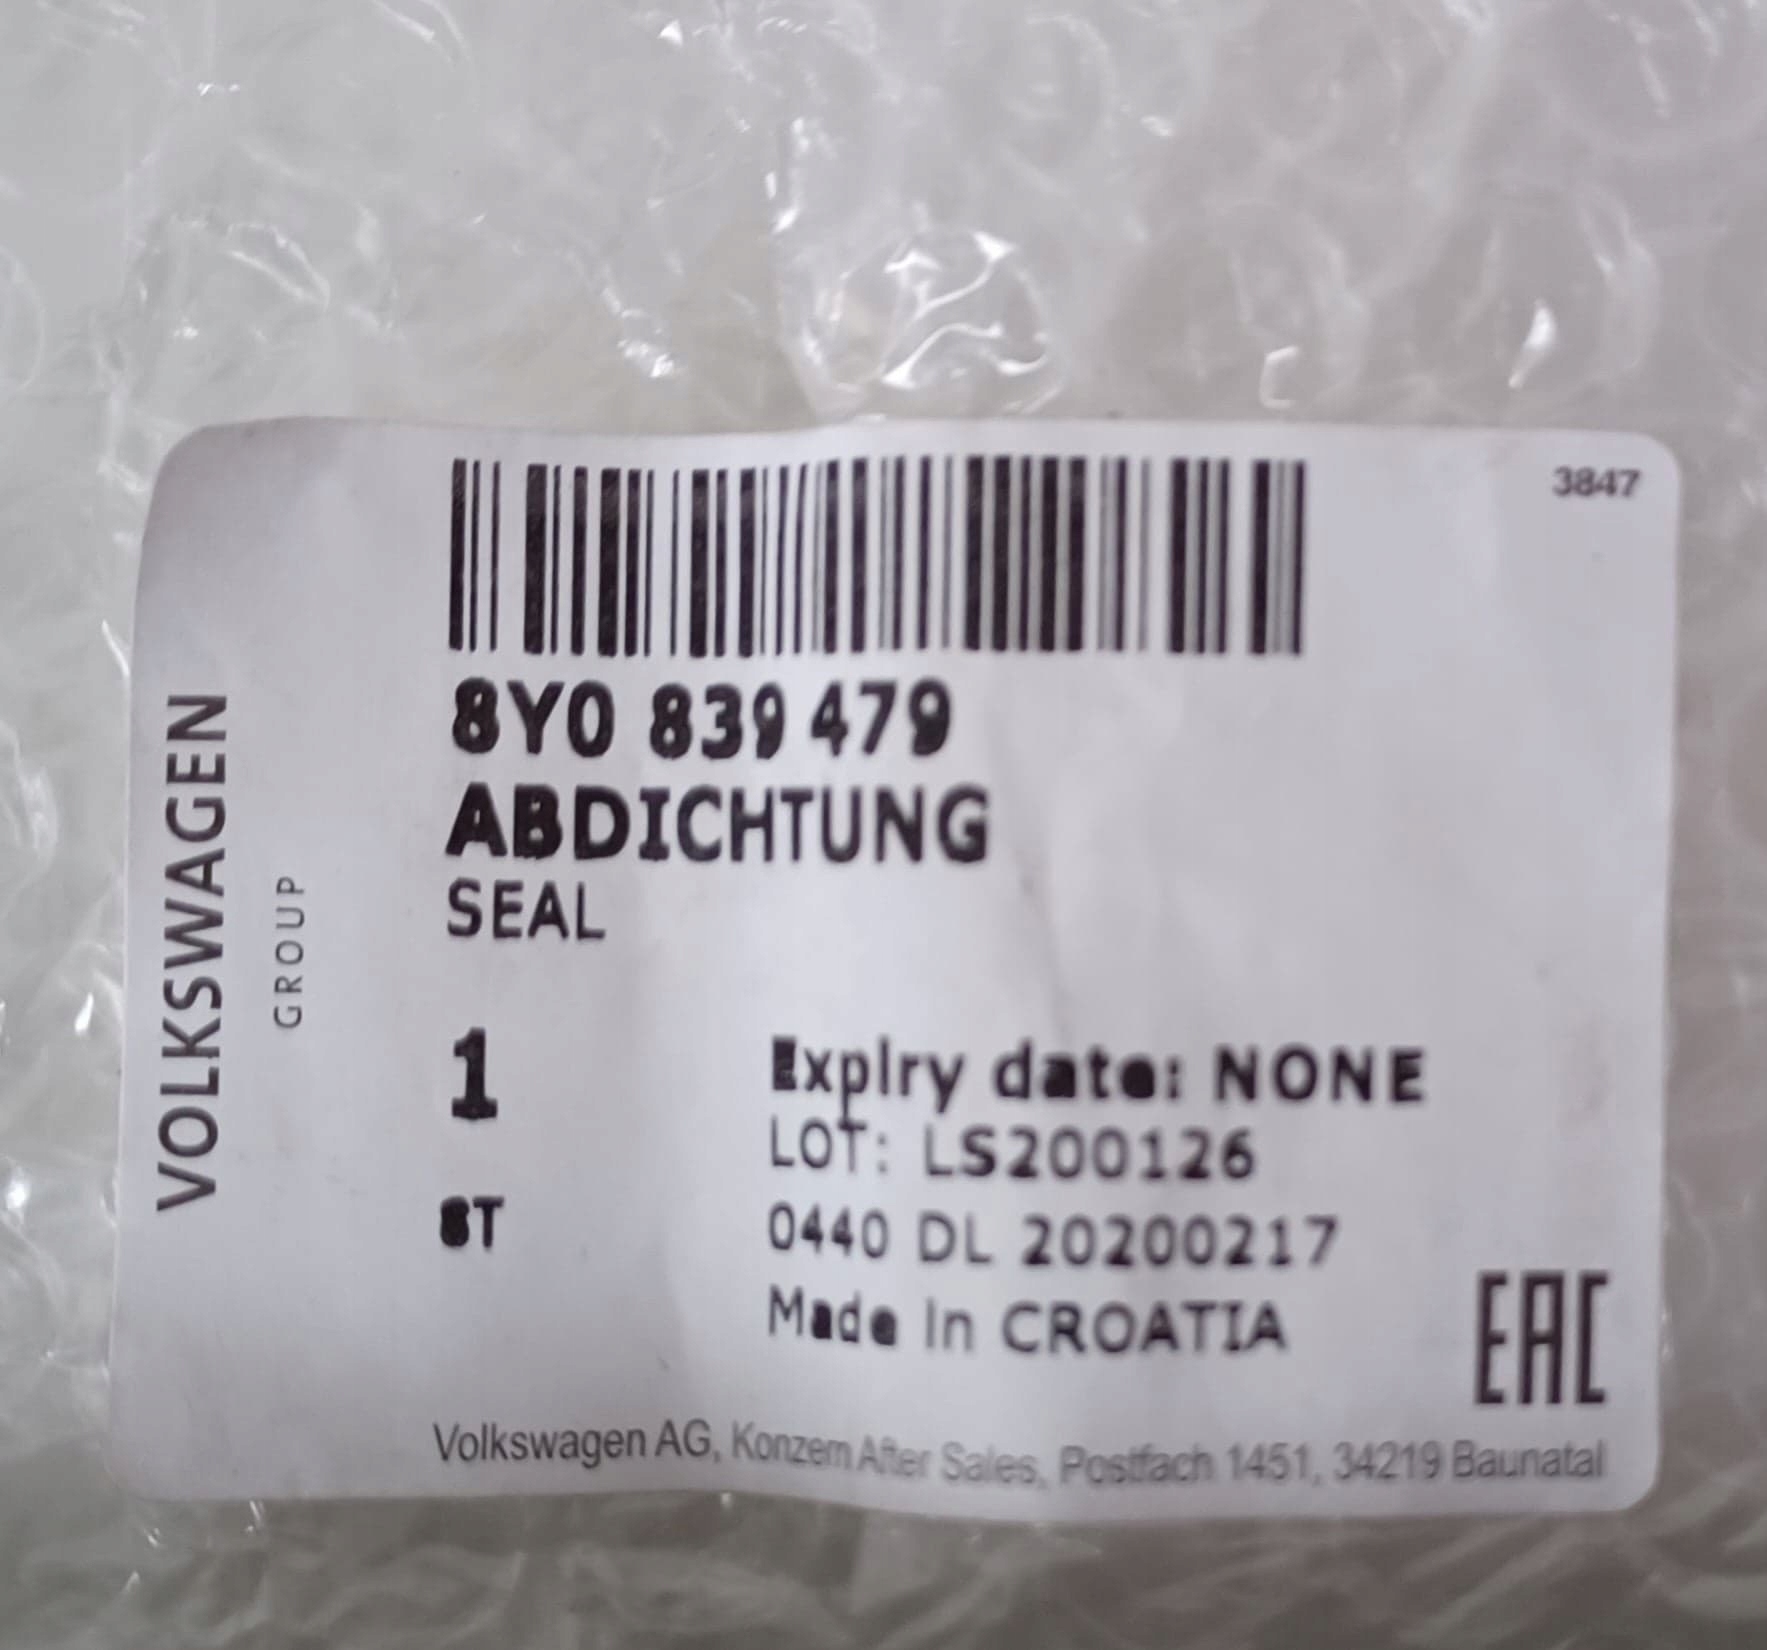 3847
8Y0 839 479
ABDICHTUNG
SEAL
VOLKSWAGEN
GROUP
1
ST
Expiry date: NONE
LOT: LS200126
0440 DL 20200217
Made in CROATIA
EAC
Volkswagen AG, Konzern After Sales, Postfach 1451, 34219 Baunatal